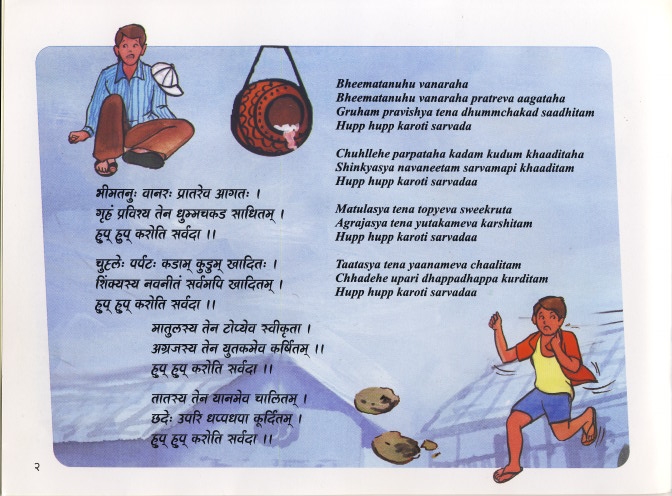 भीमतनुः वानरः प्रातरेव आगतः ।
गृहं प्रविश्य तेन धुम्मचकड साधितम् ।
हुप् हुप् करोति सर्वदा ।।
चुल्लेः पर्पटः कडाम् कुडुम् खादितः ।
शिंक्यस्य नवनीतं सर्वमपि खादितम् ।
हुप् हुप् करोति सर्वदा ।।
मातुलस्य तेन टोप्येव स्वीकृता ।
अग्रजस्य तेन युतकमेव कर्षितम् ।।
हुप् हुप् करोति सर्वदा ।।
तातस्य तेन यानमेव चालितम् ।
छदेः उपरि धप्पधपा कूर्दितम् ।
हुप् हुप् करोति सर्वदा ।।
Bheematanuhu vanaraha
Bheematanuhu vanaraha pratreva aagataha
Gruham pravishya tena dhummchakad saadhitam
Hupp hupp karoti sarvada
Chuhllehe parpataha kadam kudum khaaditaha
Shinkyasya navaneetam sarvamapi khaaditam
Hupp hupp karoti sarvadaa
Matulasya tena topyeva sweekruta
Agrajasya tena yutakameva karshitam
Hupp hupp karoti sarvadaa
Taatasya tena yaanameva chaalitam
Chhadehe upari dhappadhappa kurditam
Hupp hupp karoti sarvadaa
२